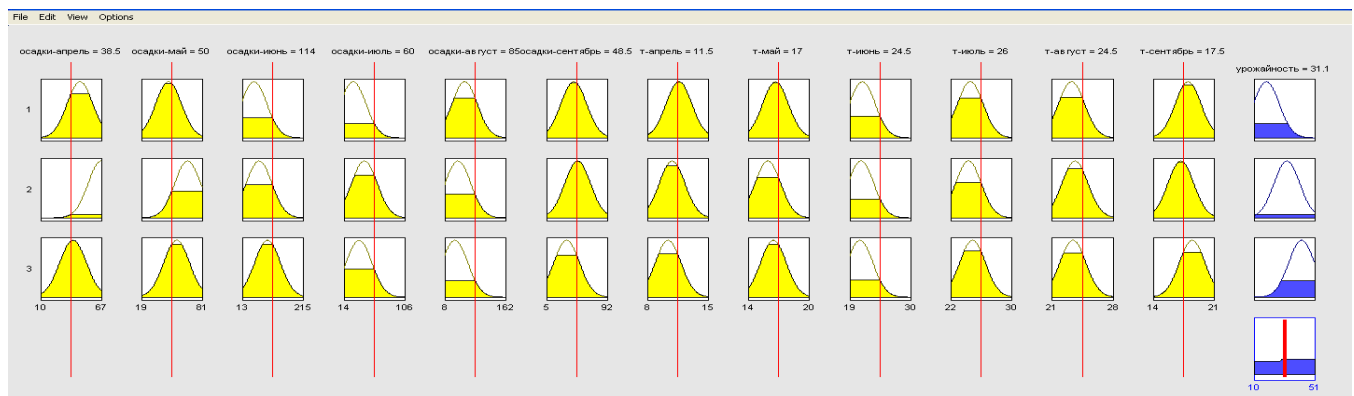 File Edit View Options
осадки-апрель = 38.5 осадки-май = 50 осадки-июнь = 114 осадки-июль = 60 осадки-август = 85 осадки-сентябрь = 48.5 т-апрель = 11.5 т-май = 17 т-июнь = 24.5 т-июль = 26 т-август = 24.5 т-сентябрь = 17.5
урожайность = 31.1
1
2
3
10 67 19 81 13 215 14 106 8 162 5 92 8 15 14 20 19 30 22 30 21 28 14 21
10 51